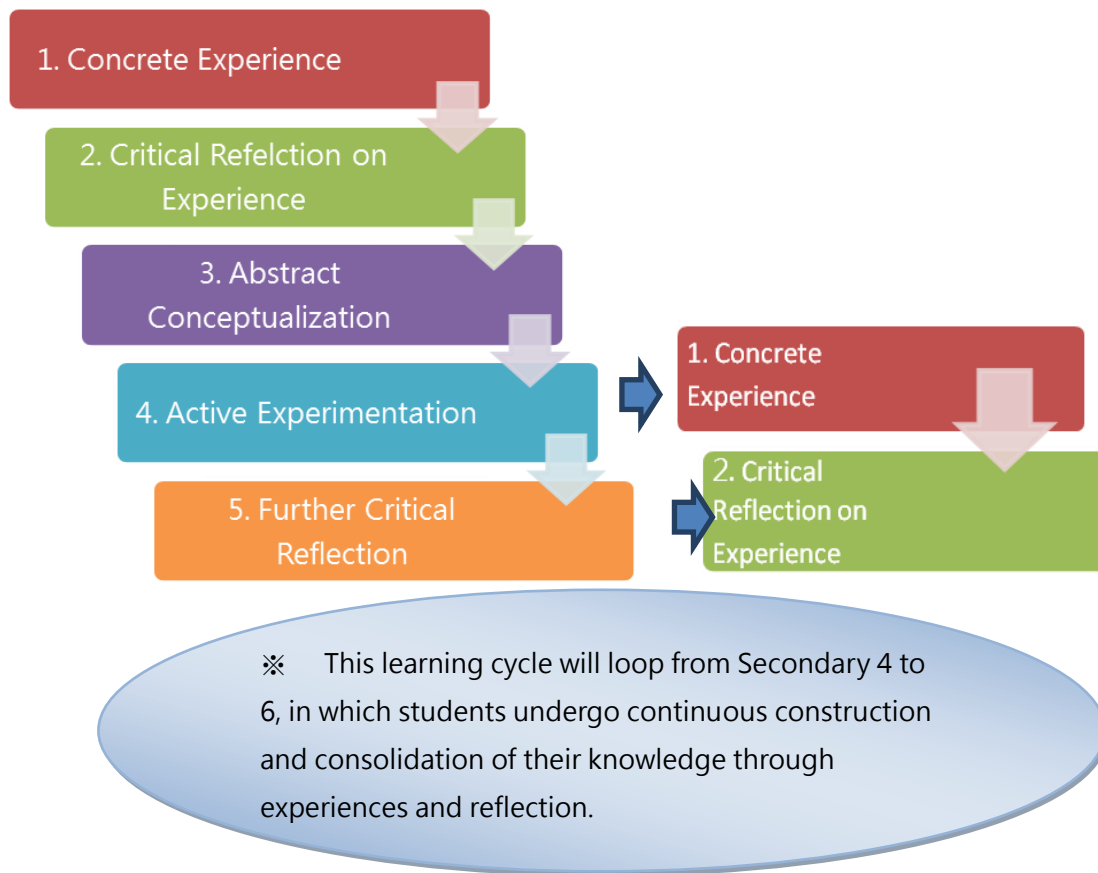 1. Concrete Experience
2. Critical Refelction on
Experience
3. Abstract
Conceptualization
4. Active Experimentation
5. Further Critical
Reflection
1. Concrete
Experience
2. Critical
Reflection on
Experience
※ This learning cycle will loop from Secondary 4 to
6, in which students undergo continuous construction
and consolidation of their knowledge through
experiences and reflection.